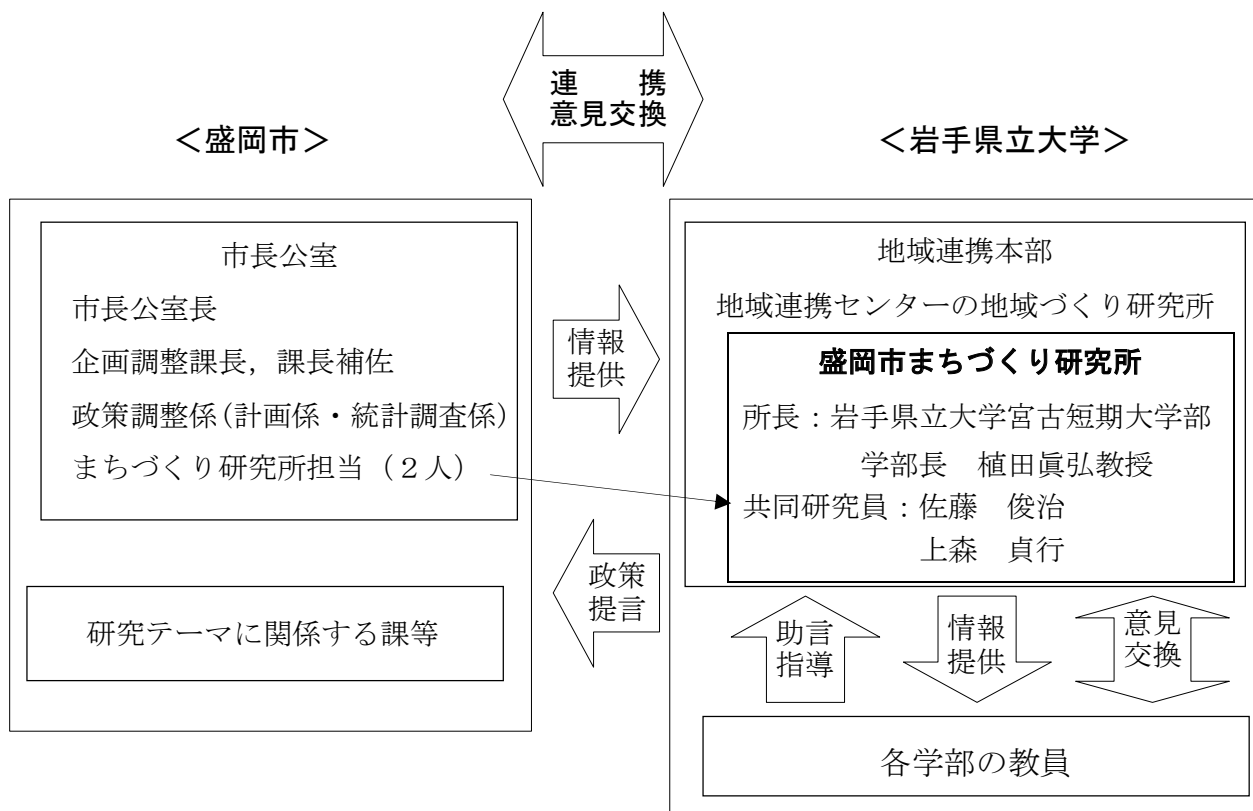 連　　携
意見交換
＜盛岡市＞
＜岩手県立大学＞
市長公室
市長公室長
企画調整課長，課長補佐
政策調整係(計画係・統計調査係)
まちづくり研究所担当（２人）
研究テーマに関係する課等
情報
提供
政策
提言
地域連携本部
地域連携センターの地域づくり研究所
盛岡市まちづくり研究所
所長：岩手県立大学宮古短期大学部
学部長　植田眞弘教授
共同研究員：佐藤　俊治
上森　貞行
助言
指導
情報
提供
意見
交換
各学部の教員